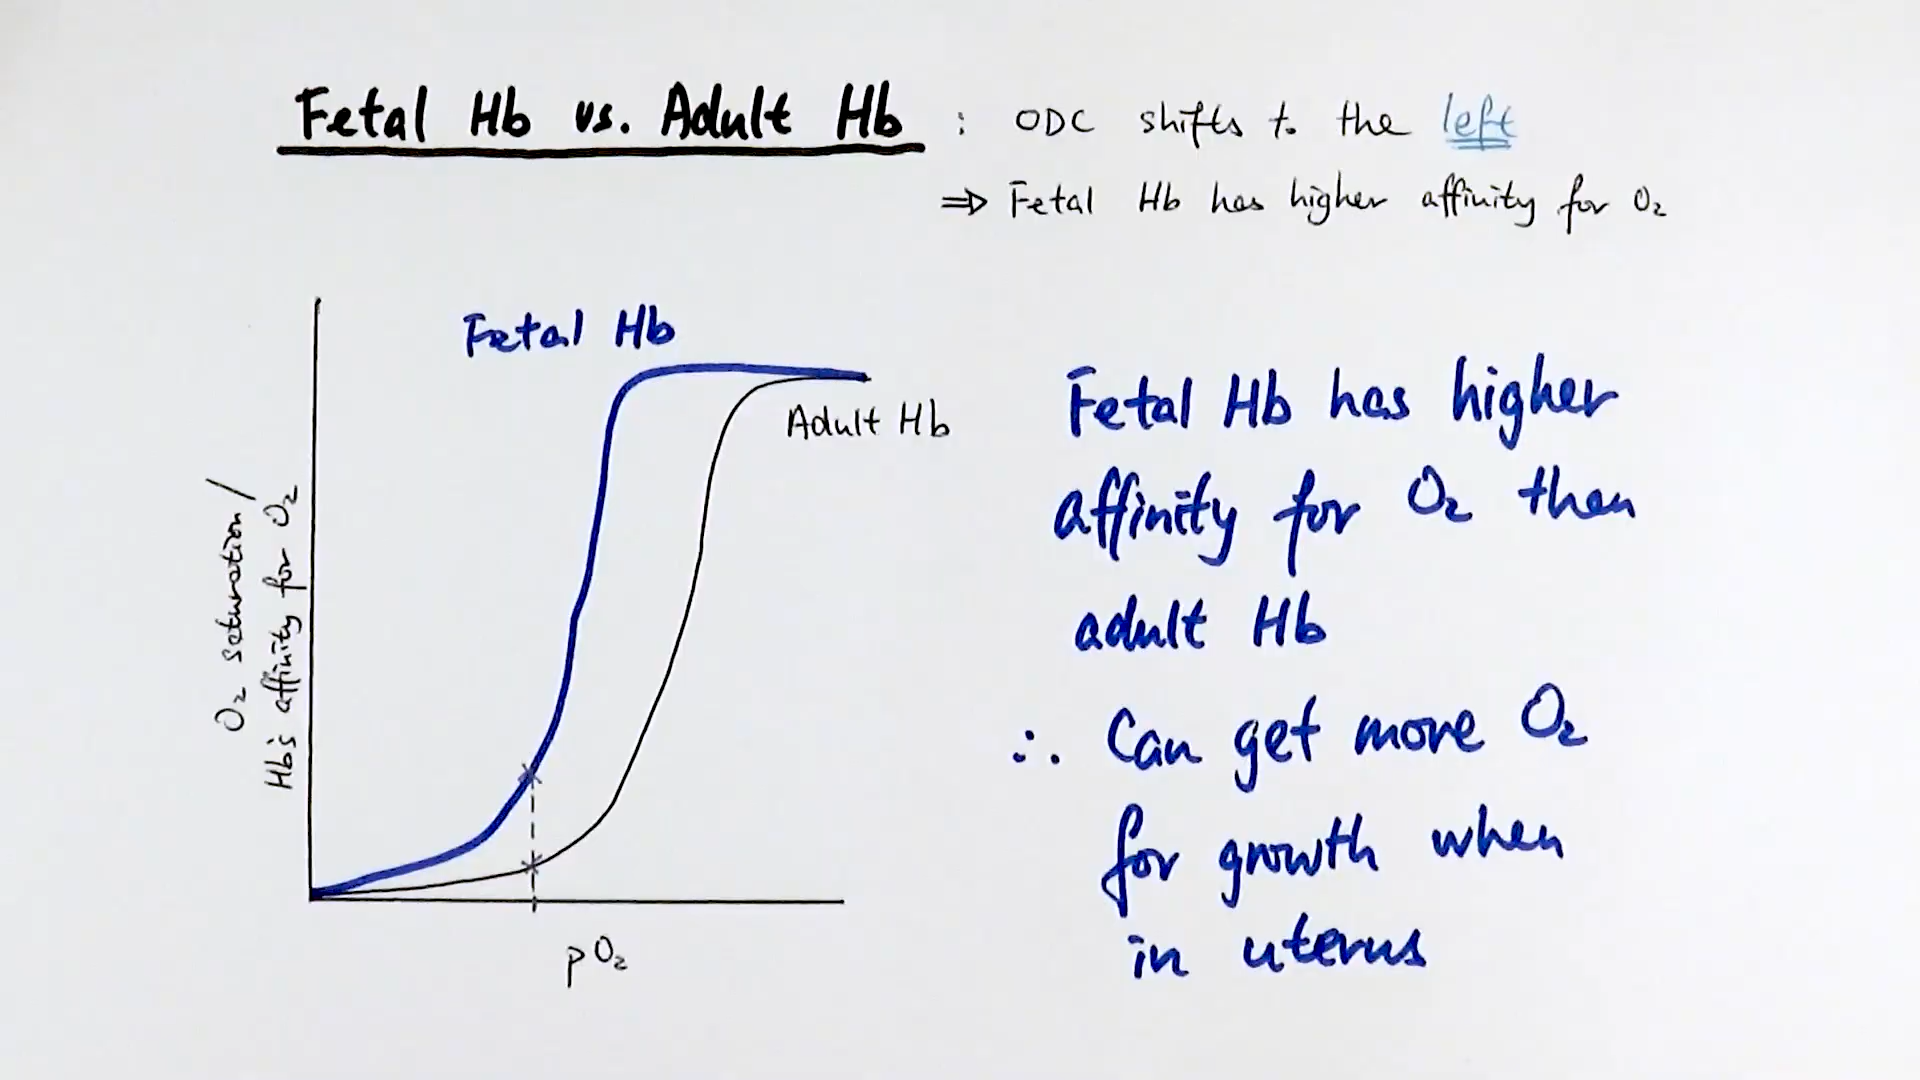 Fetal Hb vs. Adult Hb : ODC shifts to the left
⇒ Fetal Hb has higher affinity for O₂
Fetal Hb
Adult Hb
O₂ saturation /
Hb's affinity for O₂
pO₂
Fetal Hb has higher
affinity for O₂ than
adult Hb
∴ Can get more O₂
for growth when
in uterus